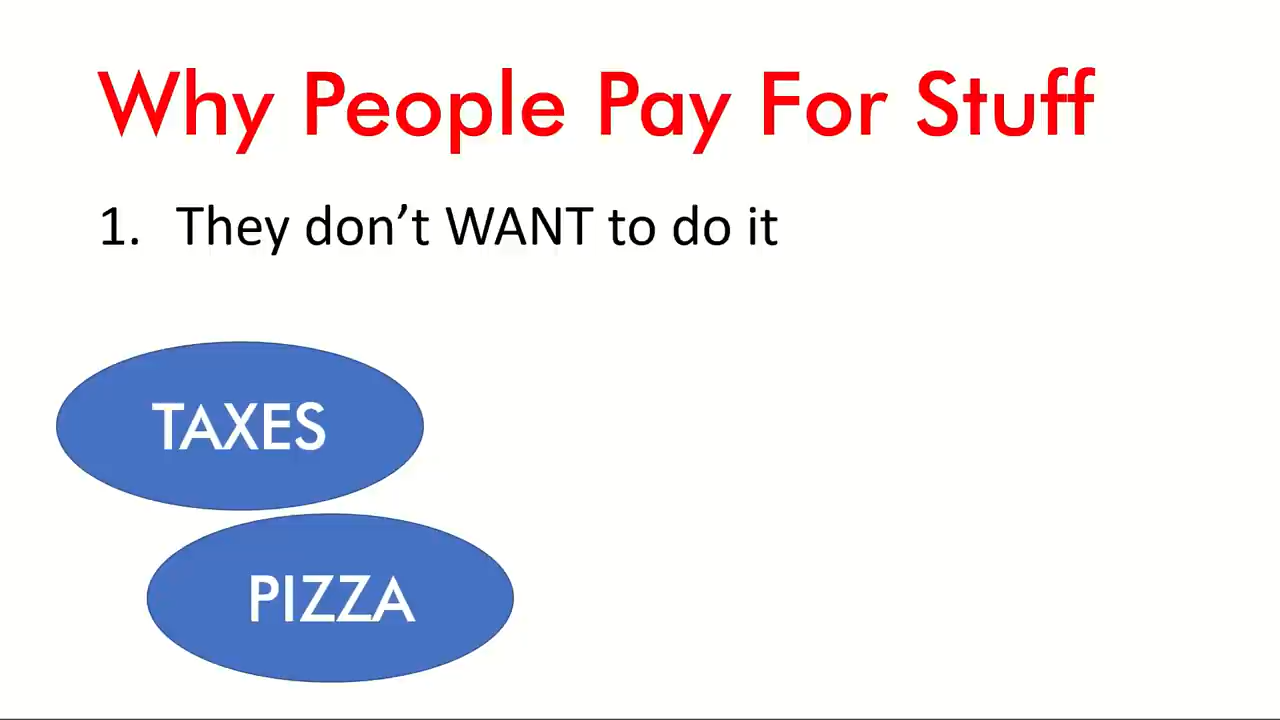 Why People Pay For Stuff
1. They don’t WANT to do it
TAXES
PIZZA